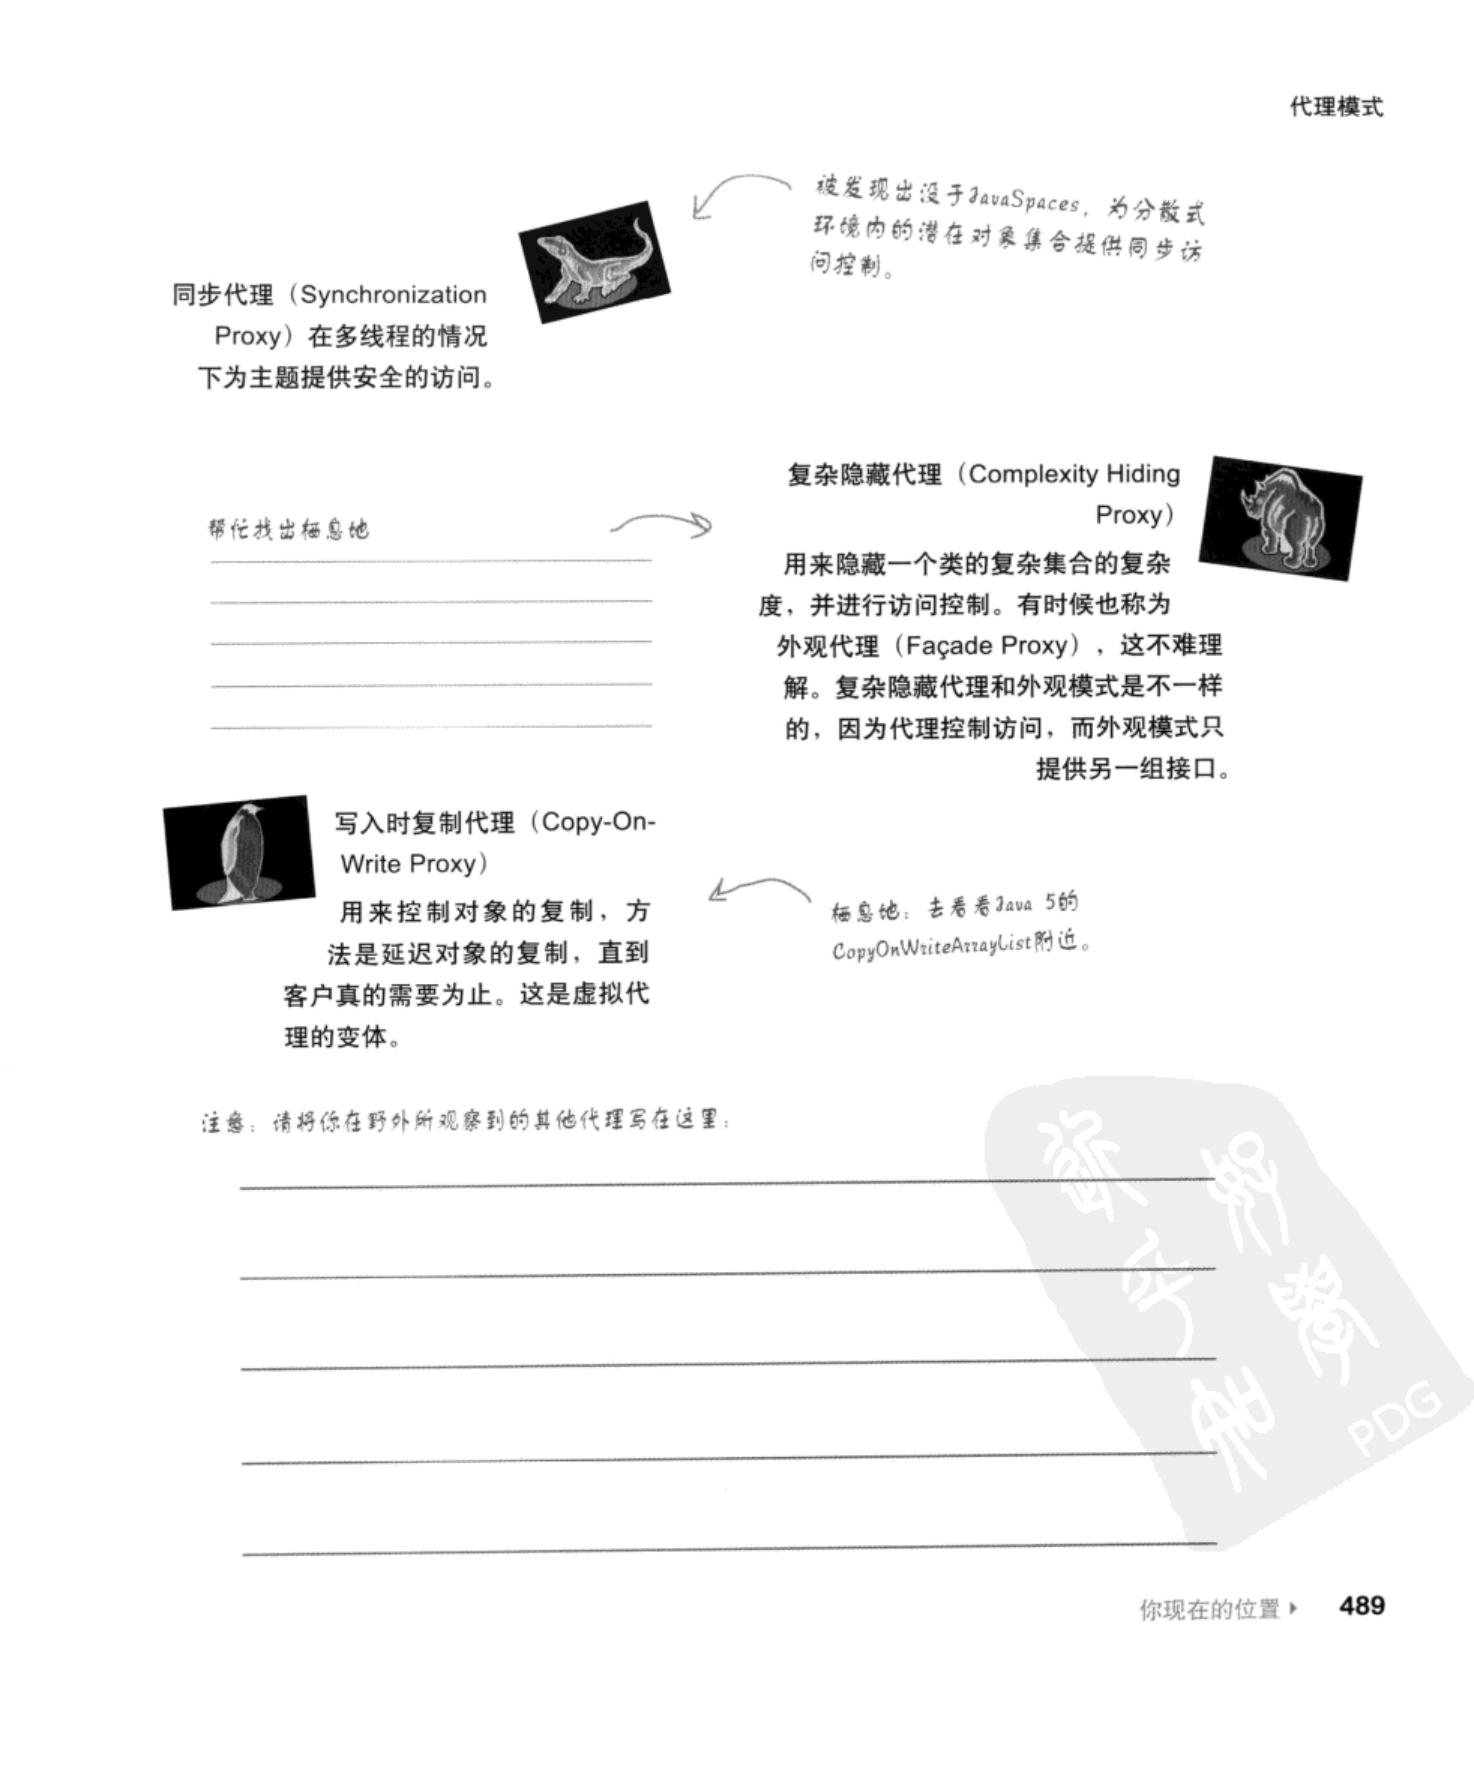 代理模式
被发现出没于JavaSpaces，为分散式
环境内的潜在对象集合提供同步访
问控制。
同步代理（Synchronization
Proxy）在多线程的情况
下为主题提供安全的访问。
复杂隐藏代理（Complexity Hiding
Proxy）
用来隐藏一个类的复杂集合的复杂
度，并进行访问控制。有时候也称为
外观代理（Façade Proxy），这不难理
解。复杂隐藏代理和外观模式是不一样
的，因为代理控制访问，而外观模式只
提供另一组接口。
帮忙找出栖息地
写入时复制代理（Copy-On-
Write Proxy）
用来控制对象的复制，方
法是延迟对象的复制，直到
客户真的需要为止。这是虚拟代
理的变体。
栖息地：去看看Java 5的
CopyOnWriteArrayList附近。
注意：请将你在野外所观察到的其他代理写在这里：
PDG
你现在的位置▸ 489